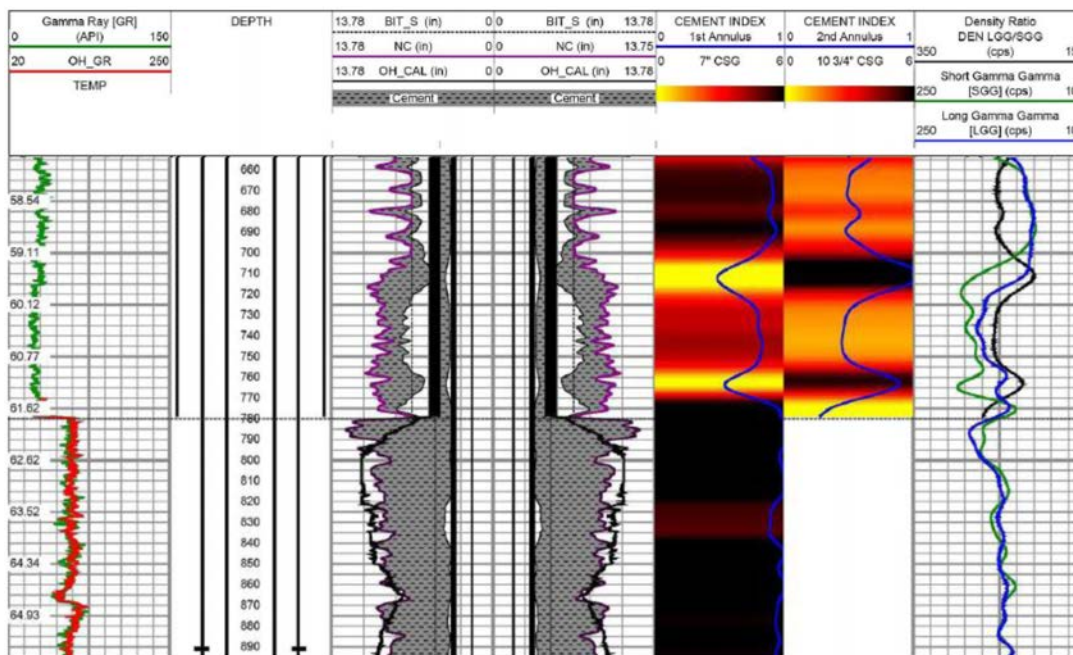 Gamma Ray [GR]
0 (API) 150
20 OH_GR 250
TEMP
DEPTH
13.78 BIT_S (in) 0
13.78 NC (in) 0
13.78 OH_CAL (in) 0
Cement
0 BIT_S (in) 13.78
0 NC (in) 13.75
0 OH_CAL (in) 13.78
Cement
CEMENT INDEX
0 1st Annulus 1
0 7" CSG 6
CEMENT INDEX
0 2nd Annulus 1
0 10 3/4" CSG 6
Density Ratio
DEN LGG/SGG
350 (cps)
Short Gamma Gamma
250 [SGG] (cps)
Long Gamma Gamma
250 [LGG] (cps)
58.54
59.11
60.12
60.77
61.62
62.62
63.52
64.34
64.93
660
670
680
690
700
710
720
730
740
750
760
770
780
790
800
810
820
830
840
850
860
870
880
890